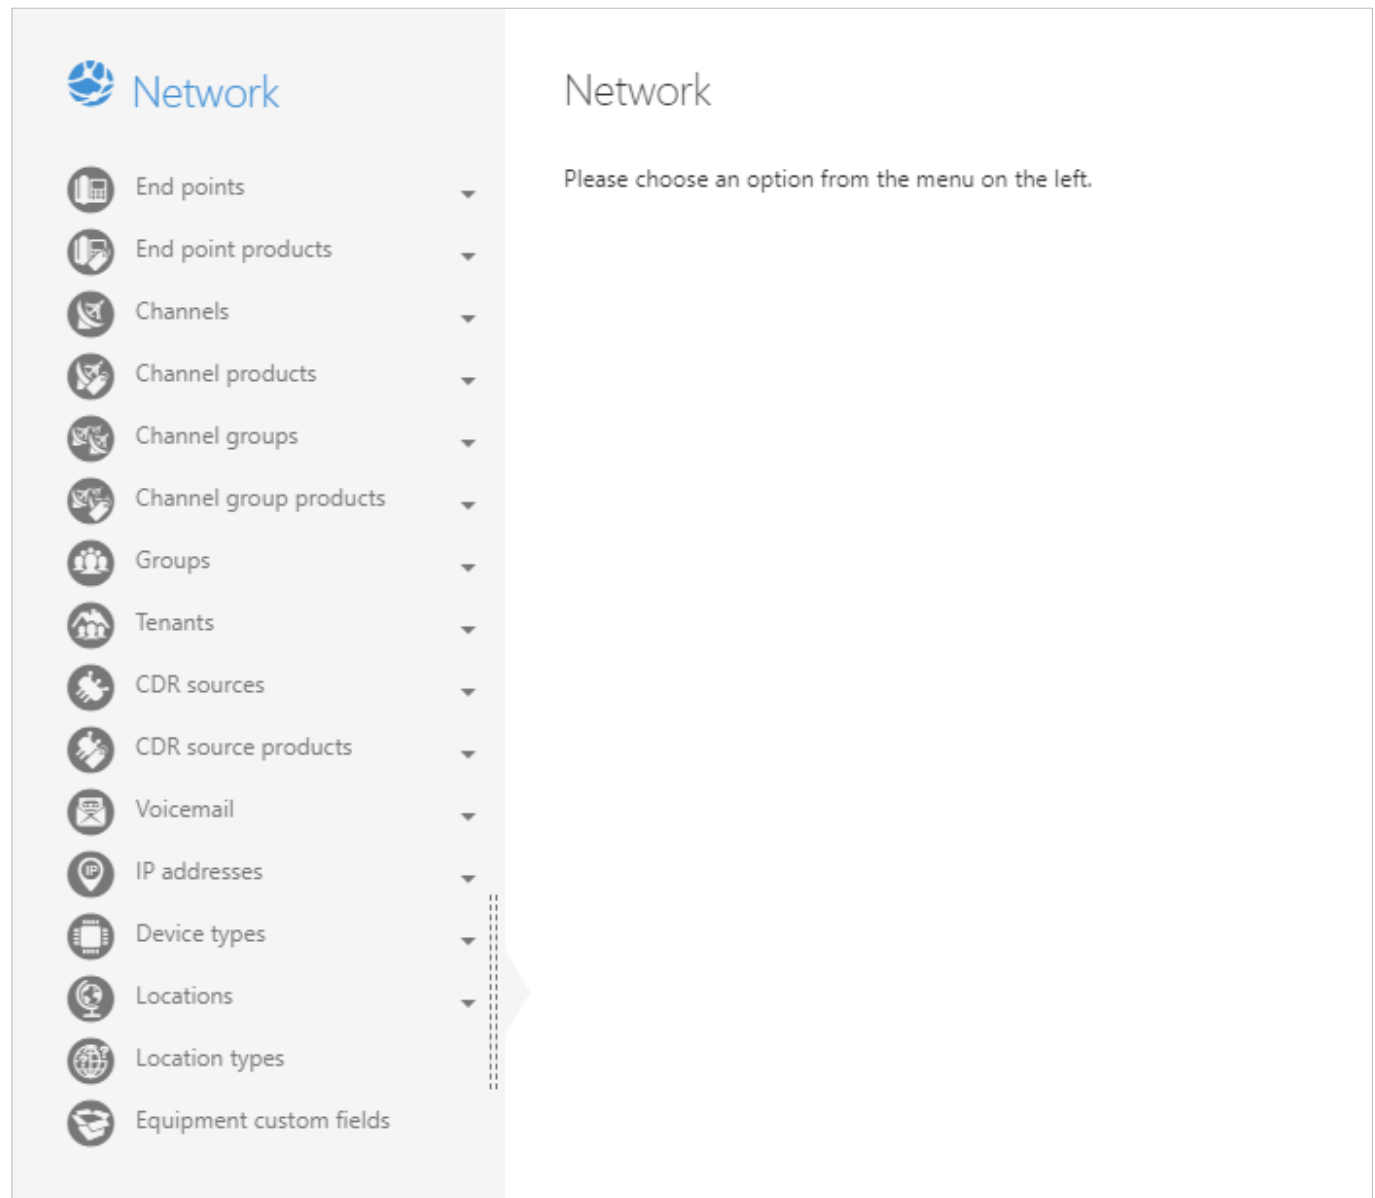 Network
End points
End point products
Channels
Channel products
Channel groups
Channel group products
Groups
Tenants
CDR sources
CDR source products
Voicemail
IP addresses
Device types
Locations
Location types
Equipment custom fields
Network
Please choose an option from the menu on the left.